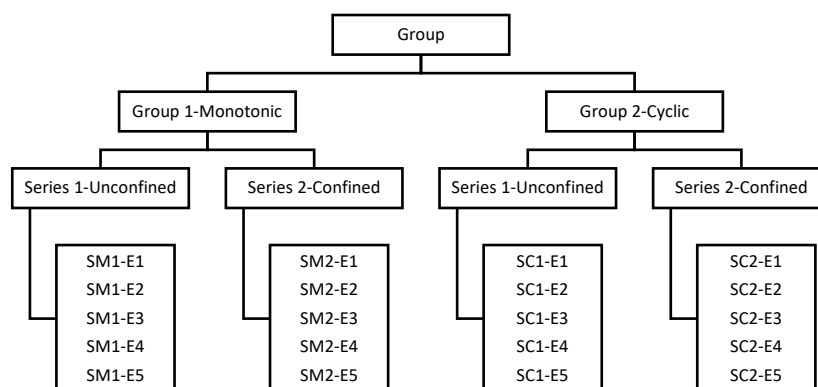 Group
Group 1-Monotonic
Group 2-Cyclic
Series 1-Unconfined
Series 2-Confined
Series 1-Unconfined
Series 2-Confined
SM1-E1
SM1-E2
SM1-E3
SM1-E4
SM1-E5
SM2-E1
SM2-E2
SM2-E3
SM2-E4
SM2-E5
SC1-E1
SC1-E2
SC1-E3
SC1-E4
SC1-E5
SC2-E1
SC2-E2
SC2-E3
SC2-E4
SC2-E5